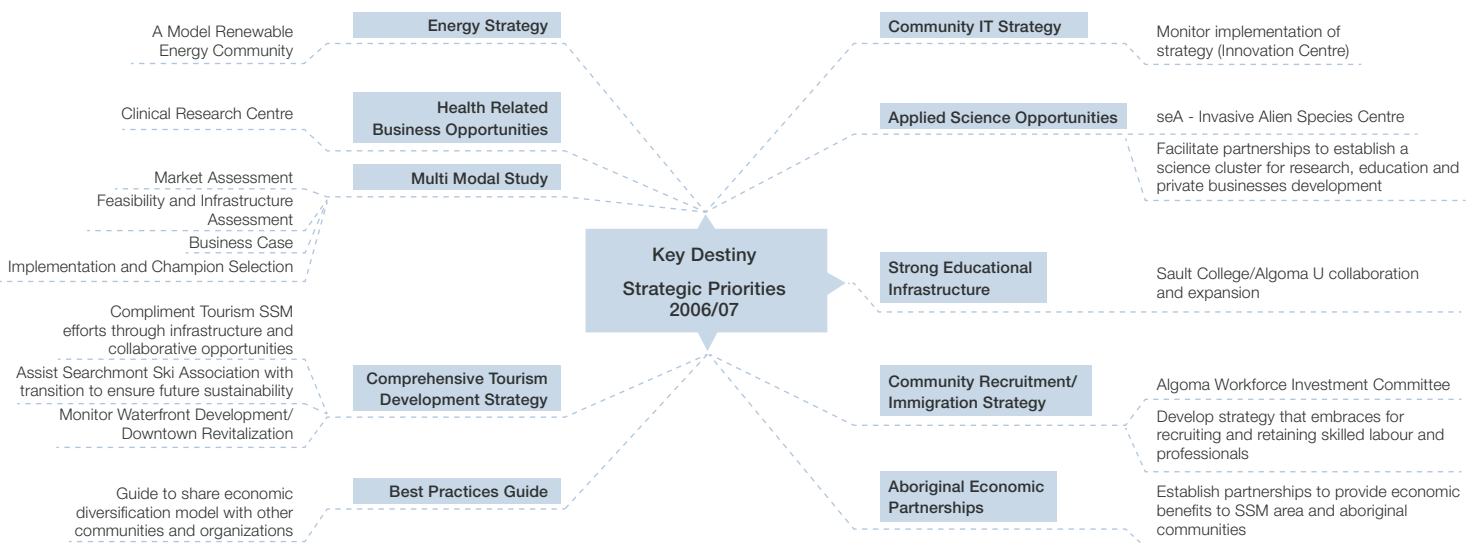 Energy Strategy
A Model Renewable
Energy Community
Health Related
Business Opportunities
Clinical Research Centre
Multi Modal Study
Market Assessment
Feasibility and Infrastructure
Assessment
Business Case
Implementation and Champion Selection
Comprehensive Tourism
Development Strategy
Compliment Tourism SSM
efforts through infrastructure and
collaborative opportunities
Assist Searchmont Ski Association with
transition to ensure future sustainability
Monitor Waterfront Development/
Downtown Revitalization
Best Practices Guide
Guide to share economic
diversification model with other
communities and organizations
Key Destiny
Strategic Priorities
2006/07
Community IT Strategy
Monitor implementation of
strategy (Innovation Centre)
Applied Science Opportunities
seA - Invasive Alien Species Centre
Facilitate partnerships to establish a
science cluster for research, education and
private businesses development
Strong Educational
Infrastructure
Sault College/Algoma U collaboration
and expansion
Community Recruitment/
Immigration Strategy
Algoma Workforce Investment Committee
Develop strategy that embraces for
recruiting and retaining skilled labour and
professionals
Aboriginal Economic
Partnerships
Establish partnerships to provide economic
benefits to SSM area and aboriginal
communities